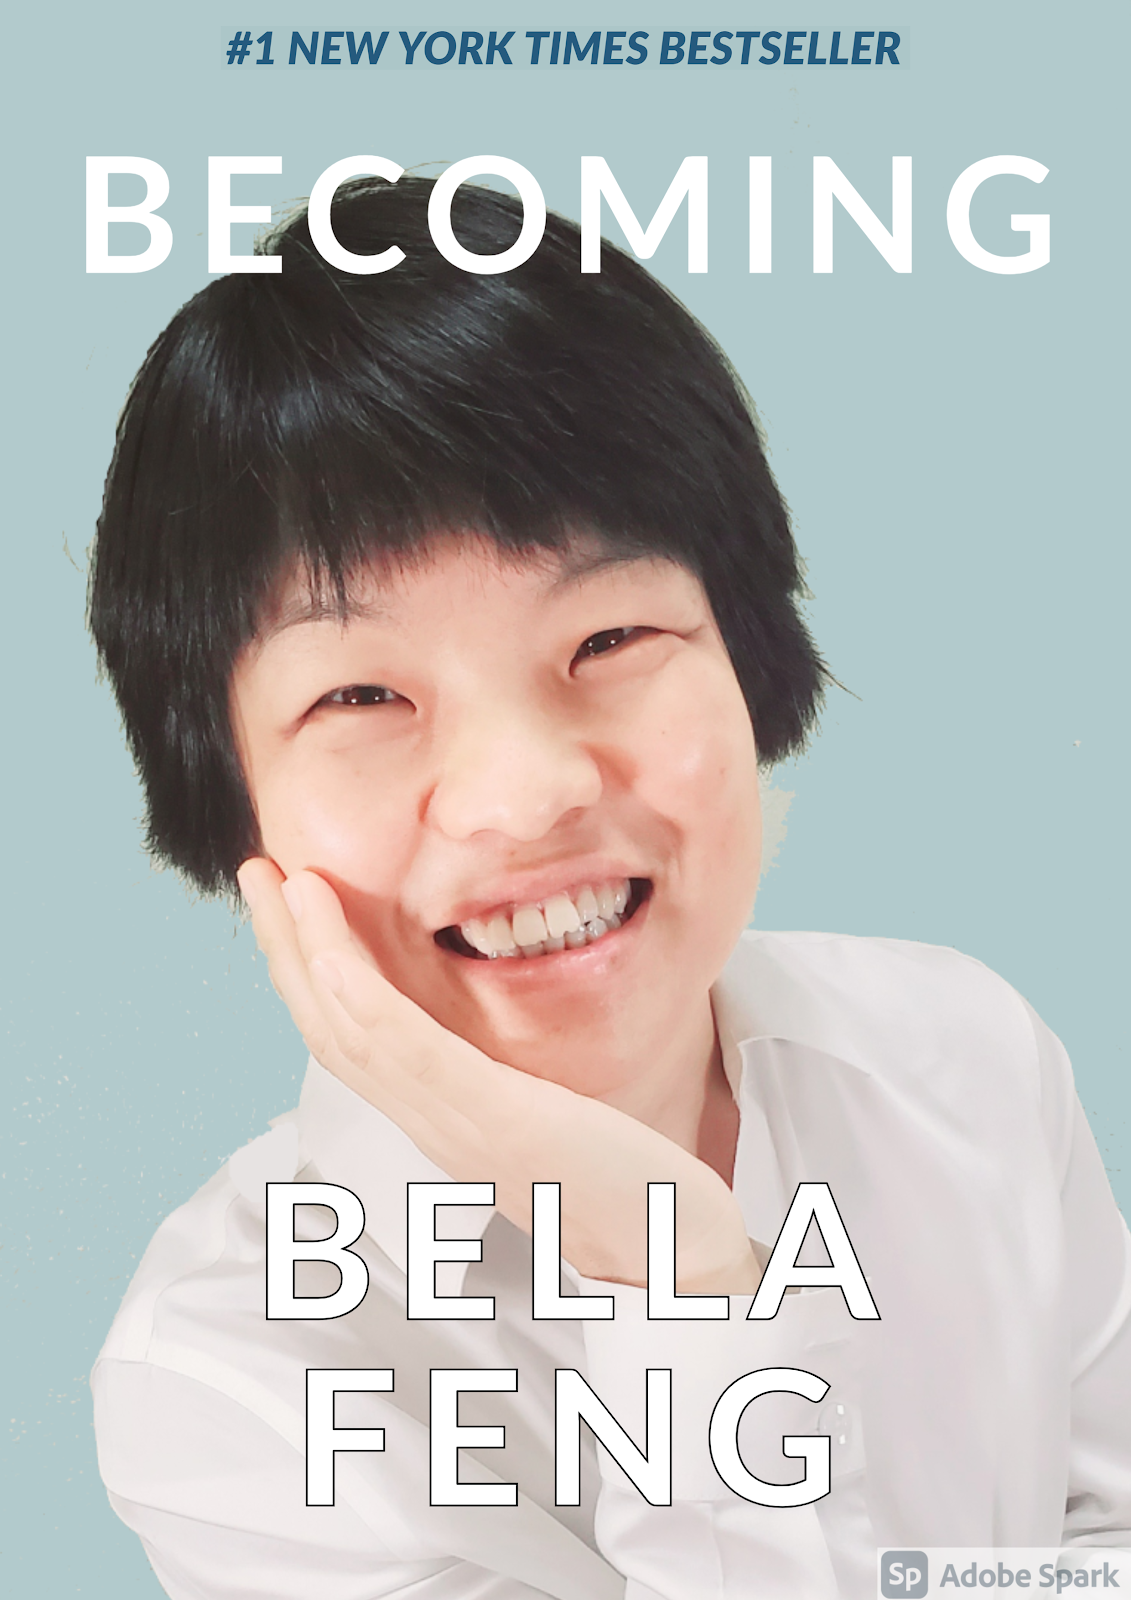 #1 NEW YORK TIMES BESTSELLER
BECOMING
BELLA
FENG
Sp Adobe Spark